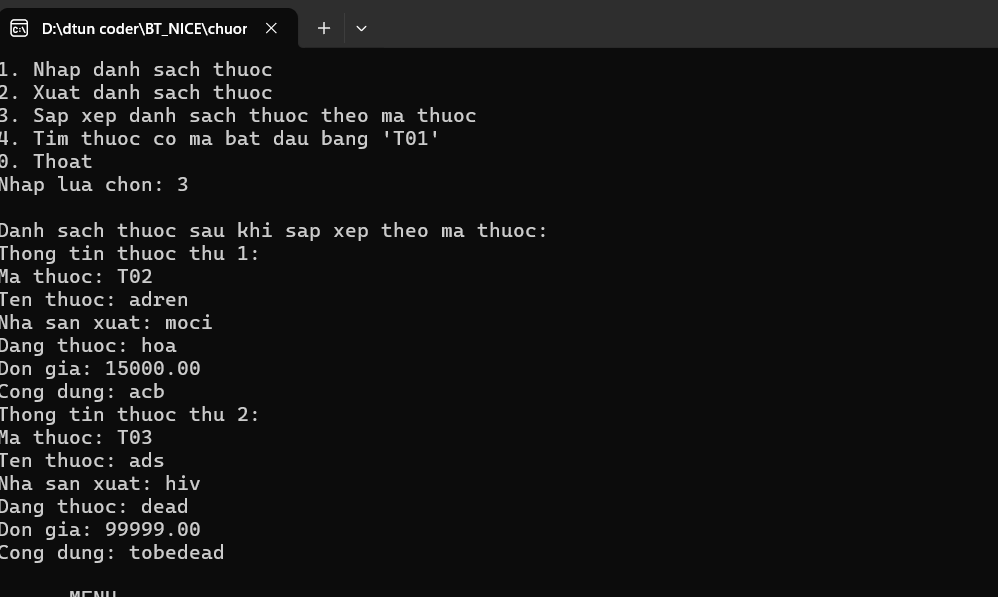 D:\dtun coder\BT_NICE\chuor
1. Nhap danh sach thuoc
2. Xuat danh sach thuoc
3. Sap xep danh sach thuoc theo ma thuoc
4. Tim thuoc co ma bat dau bang 'T01'
0. Thoat
Nhap lua chon: 3
Danh sach thuoc sau khi sap xep theo ma thuoc:
Thong tin thuoc thu 1:
Ma thuoc: T02
Ten thuoc: adren
Nha san xuat: moci
Dang thuoc: hoa
Don gia: 15000.00
Cong dung: acb
Thong tin thuoc thu 2:
Ma thuoc: T03
Ten thuoc: ads
Nha san xuat: hiv
Dang thuoc: dead
Don gia: 99999.00
Cong dung: tobedead
MENU